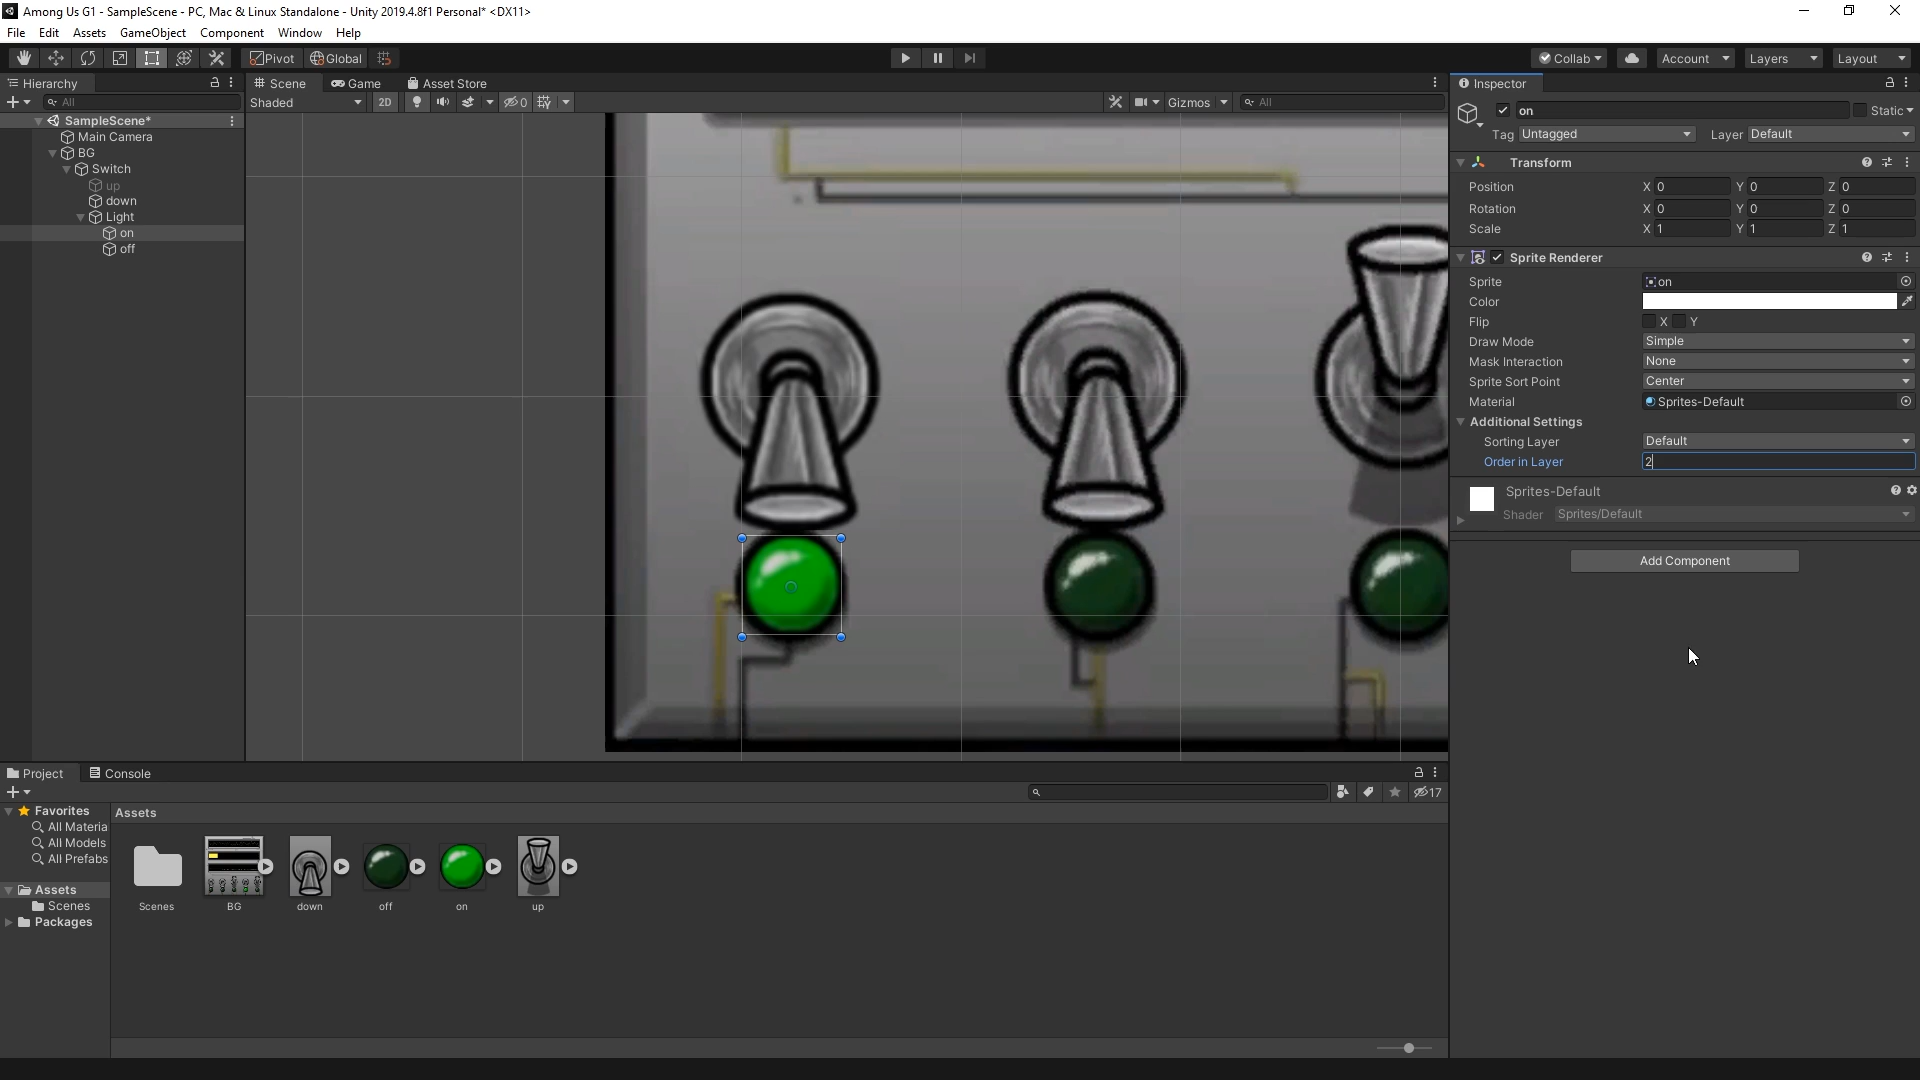 Among Us G1 - SampleScene - PC, Mac & Linux Standalone - Unity 2019.4.8f1 Personal* <DX11>
File Edit Assets GameObject Component Window Help
Pivot Global Collab Account Layers Layout
Hierarchy
All
SampleScene*
Main Camera
BG
Switch
up
down
Light
on
off
Scene Game Asset Store
Shaded 2D 0 Gizmos All
Inspector
on Static
Tag Untagged Layer Default
Transform
Position X 0 Y 0 Z 0
Rotation X 0 Y 0 Z 0
Scale X 1 Y 1 Z 1
Sprite Renderer
Sprite on
Color
Flip X Y
Draw Mode Simple
Mask Interaction None
Sprite Sort Point Center
Material Sprites-Default
Additional Settings
Sorting Layer Default
Order in Layer 2
Sprites-Default
Shader Sprites/Default
Add Component
Project Console
17
Favorites
All Materia
All Models
All Prefabs
Assets
Scenes
Packages
Assets
Scenes BG down off on up